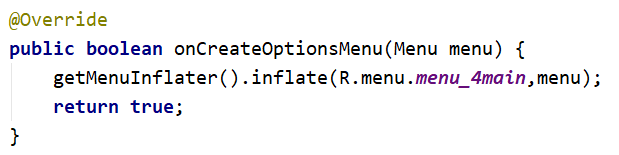 @Override
public boolean onCreateOptionsMenu(Menu menu) {
    getMenuInflater().inflate(R.menu.menu_4main,menu);
    return true;
}